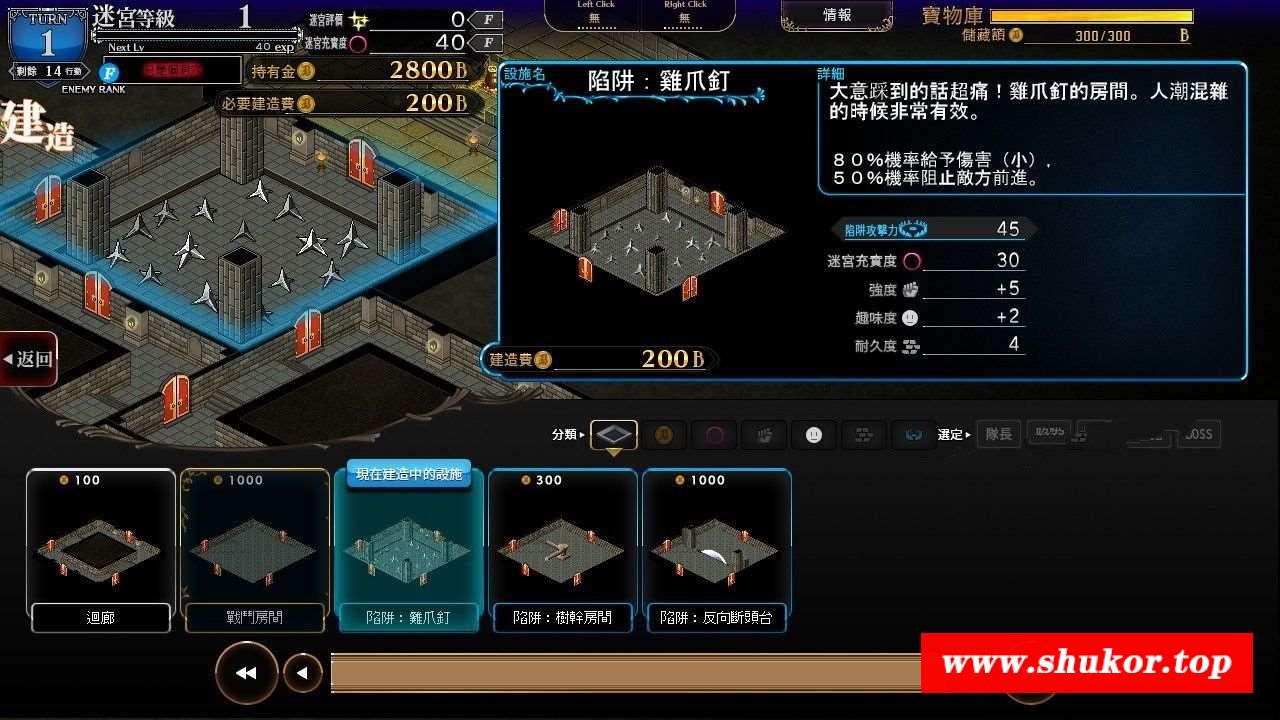 TURN
1
剩餘 14 行動
迷宮等級 1
Next Lv 40 exp
ENEMY RANK
迷宮評價 0 F
迷宮充實度 40 F
持有金 2800B
必要建造費 200B
Left Click
無
Right Click
無
情報
寶物庫
儲藏額 300/300 B
建造
返回
設施名
陷阱：雞爪釘
建造費 200B
詳細
大意踩到的話超痛！雞爪釘的房間。人潮混雜
的時候非常有效。
８０％機率給予傷害（小），
５０％機率阻止敵方前進。
陷阱攻擊力 45
迷宮充實度 30
強度 +5
趣味度 +2
耐久度 4
分類
選定
隊長
100
迴廊
1000
戰鬥房間
現在建造中的設施
陷阱：雞爪釘
300
陷阱：樹幹房間
1000
陷阱：反向斷頭台
www.shukor.top